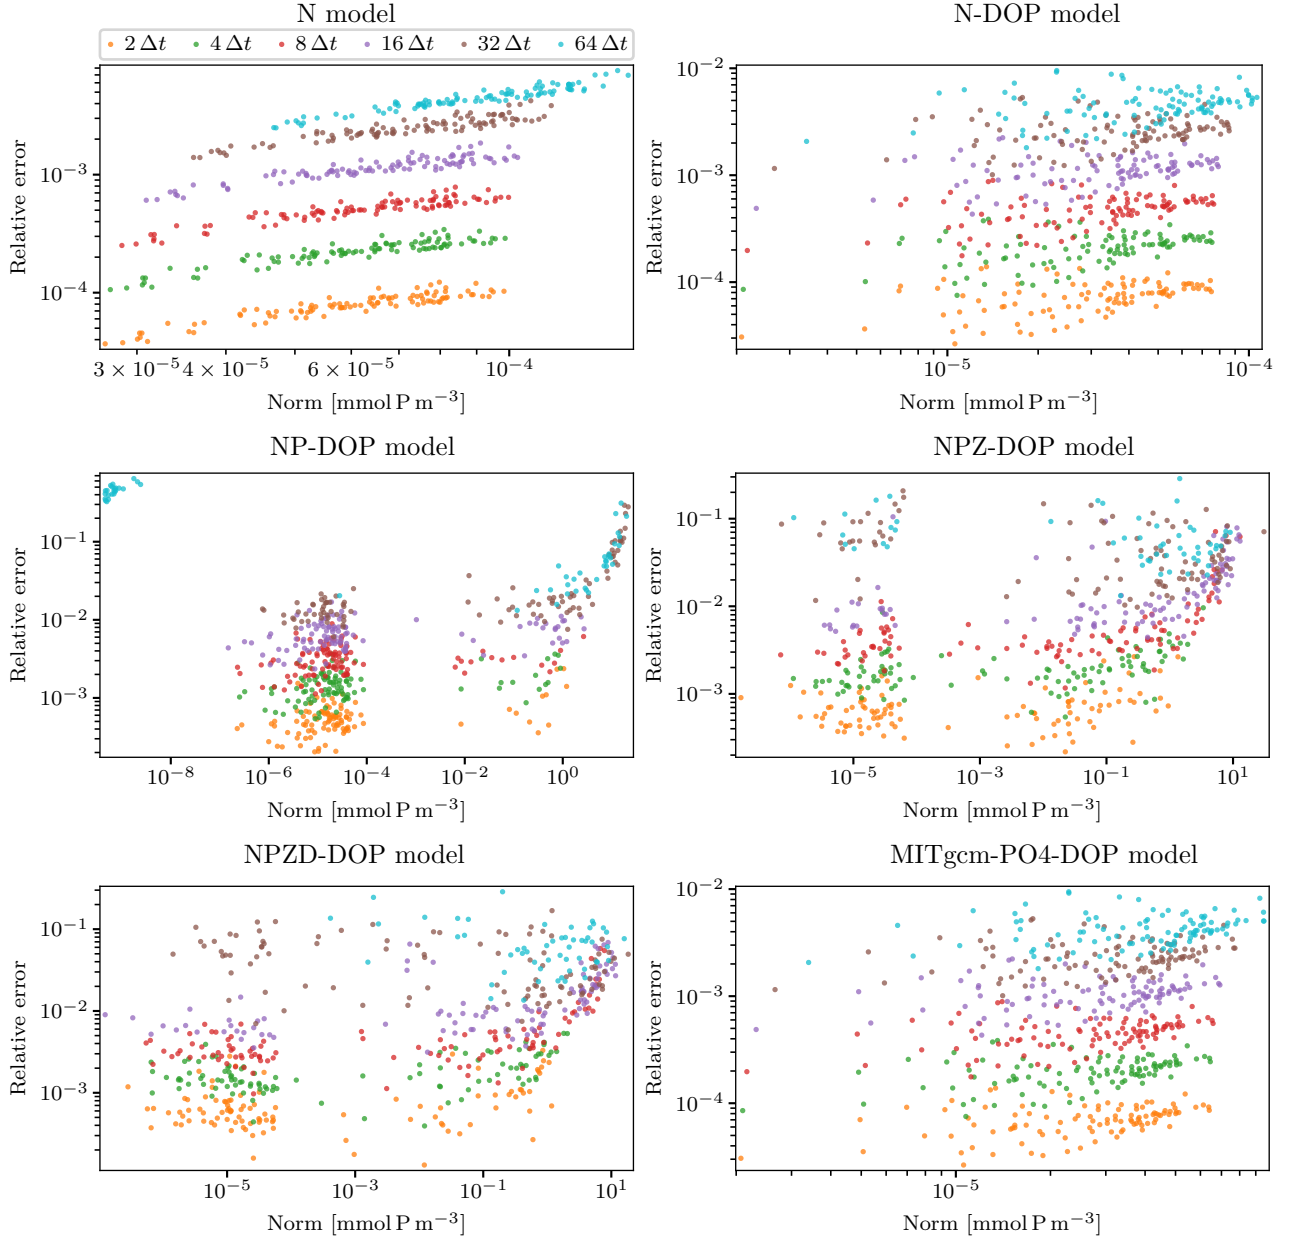 N model
N-DOP model
2 Δt 4 Δt 8 Δt 16 Δt 32 Δt 64 Δt
Relative error
10⁻³
10⁻⁴
3 × 10⁻⁵ 4 × 10⁻⁵ 6 × 10⁻⁵ 10⁻⁴
Norm [mmol P m⁻³]
Relative error
10⁻²
10⁻³
10⁻⁴
10⁻⁵ 10⁻⁴
Norm [mmol P m⁻³]
NP-DOP model
NPZ-DOP model
Relative error
10⁻¹
10⁻²
10⁻³
10⁻⁸ 10⁻⁶ 10⁻⁴ 10⁻² 10⁰
Norm [mmol P m⁻³]
Relative error
10⁻¹
10⁻²
10⁻³
10⁻⁵ 10⁻³ 10⁻¹ 10¹
Norm [mmol P m⁻³]
NPZD-DOP model
MITgcm-PO4-DOP model
Relative error
10⁻¹
10⁻²
10⁻³
10⁻⁵ 10⁻³ 10⁻¹ 10¹
Norm [mmol P m⁻³]
Relative error
10⁻²
10⁻³
10⁻⁴
10⁻⁵
Norm [mmol P m⁻³]